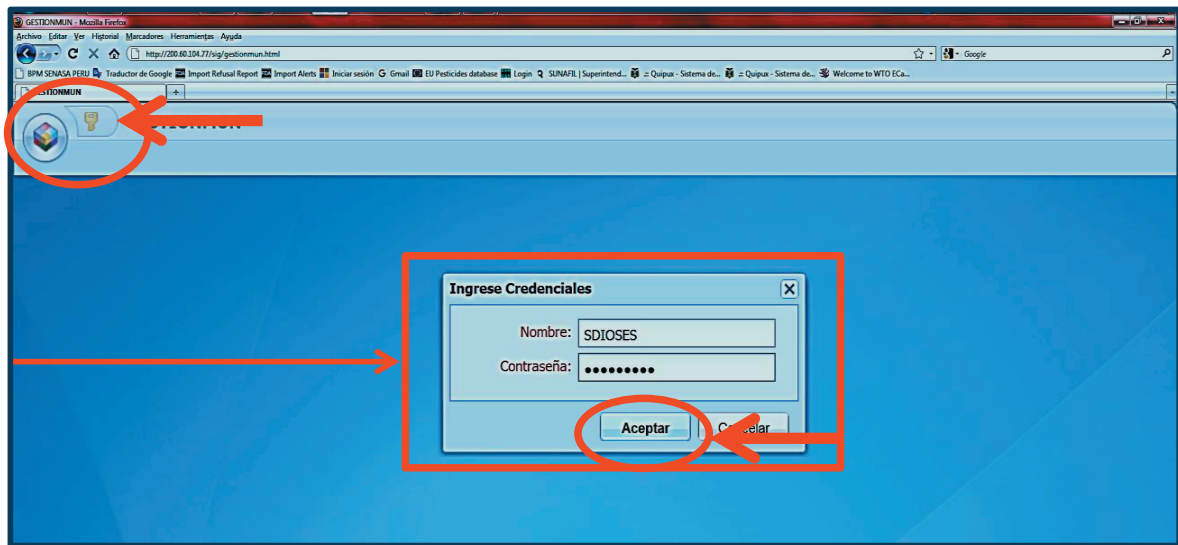 GESTIONMUN - Mozilla Firefox
Archivo Editar Ver Historial Marcadores Herramientas Ayuda
http://200.60.104.77/sig/gestionmun.html
Google
BPM SENASA PERU Traductor de Google Import Refusal Report Import Alerts Iniciar sesión Gmail EU Pesticides database Login SUNAFIL | Superintend... .:: Quipux - Sistema de... .:: Quipux - Sistema de... Welcome to WTO ECa...
GESTIONMUN
Ingrese Credenciales
Nombre: SDIOSES
Contraseña: •••••••••
Aceptar Cancelar